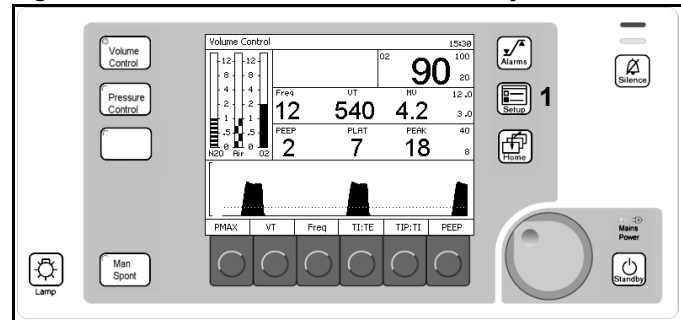 Volume
Control
Pressure
Control
Man
Spont
Lamp
Volume Control 15:30
12 12
8 8
4 4
2 2
1 1
.5 .5
0 0
N2O Air O2
O2 90 100
20
Freq VT MV 12.0
12 540 4.2 3.0
PEEP PLAT PEAK 40
2 7 18 8
PMAX VT Freq TI:TE TIP:TI PEEP
Alarms
Setup 1
Home
Silence
Mains
Power
Standby